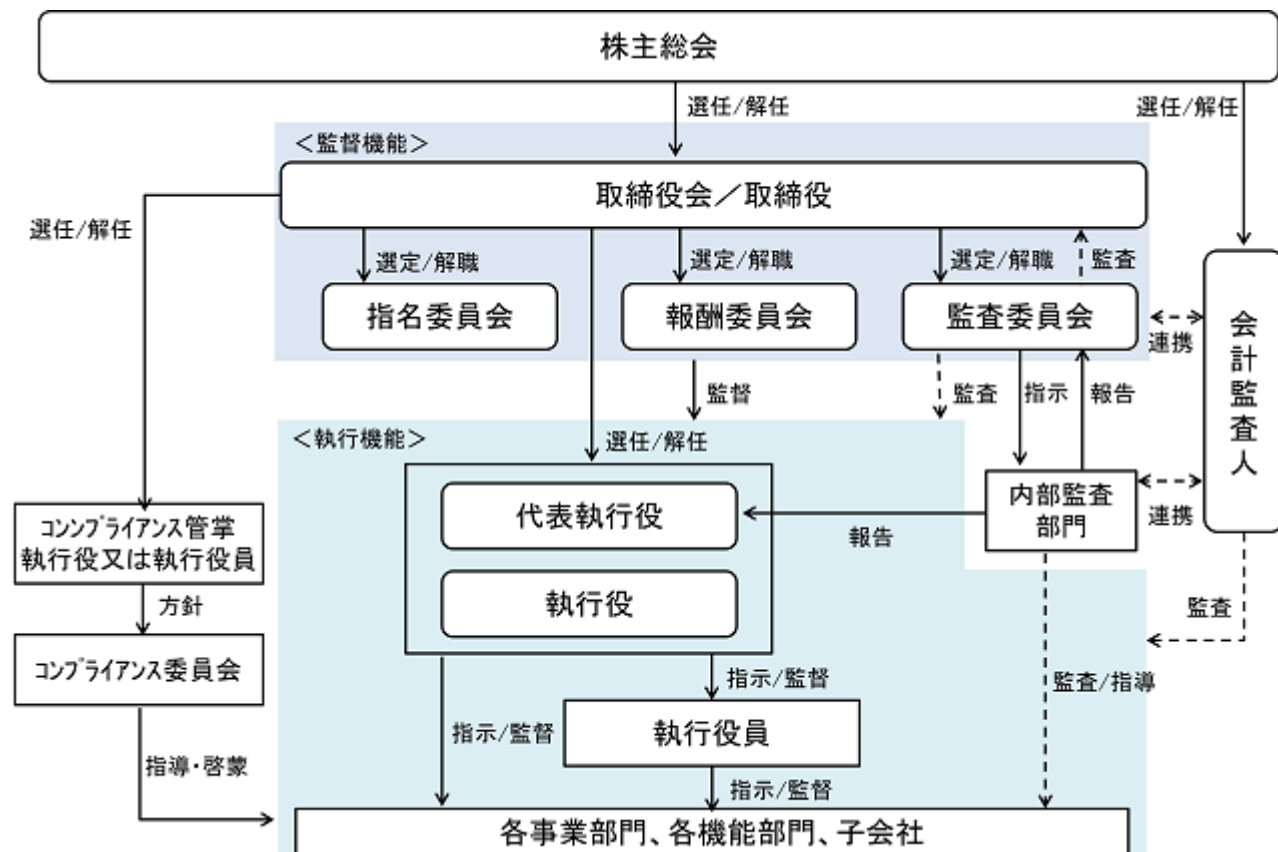 株主総会
選任/解任
選任/解任
＜監督機能＞
取締役会／取締役
選任/解任
選定/解職
選定/解職
選定/解職
監査
指名委員会
報酬委員会
監査委員会
連携
会計監査人
監督
監査
指示
報告
＜執行機能＞
選任/解任
代表執行役
報告
内部監査
部門
連携
コンンプライアンス管掌
執行役又は執行役員
執行役
方針
監査
コンプライアンス委員会
指示/監督
監査/指導
指示/監督
執行役員
指導・啓蒙
指示/監督
各事業部門、各機能部門、子会社